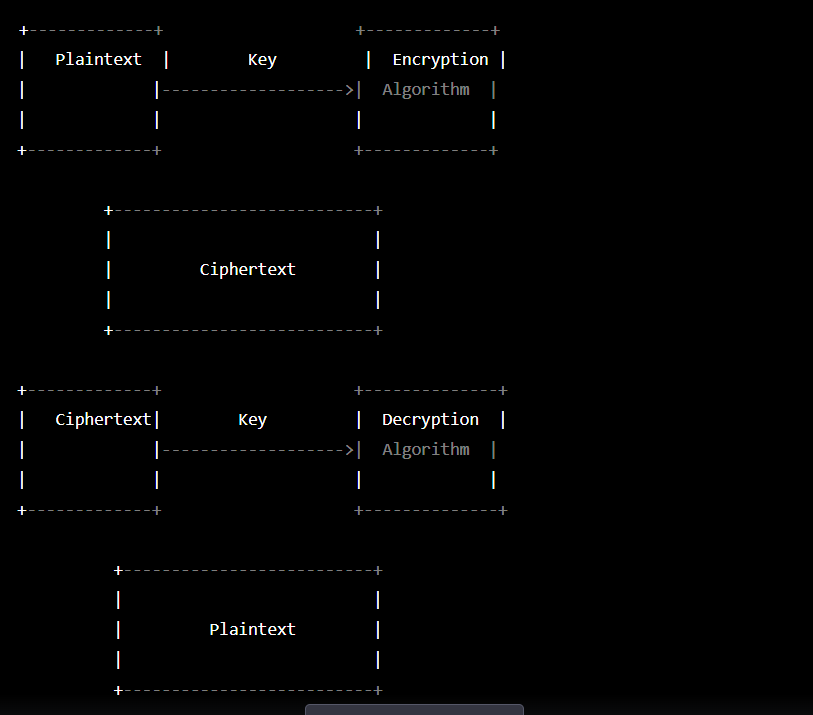 +-------------+                    +-------------+
|   Plaintext  |        Key         |  Encryption |
|             |------------------->|  Algorithm  |
|             |                    |             |
+-------------+                    +-------------+
         +---------------------------+
         |                           |
         |         Ciphertext        |
         |                           |
         +---------------------------+
+-------------+                    +--------------+
|   Ciphertext|        Key         |  Decryption  |
|             |------------------->|  Algorithm  |
|             |                    |             |
+-------------+                    +--------------+
          +--------------------------+
          |                          |
          |         Plaintext        |
          |                          |
          +--------------------------+